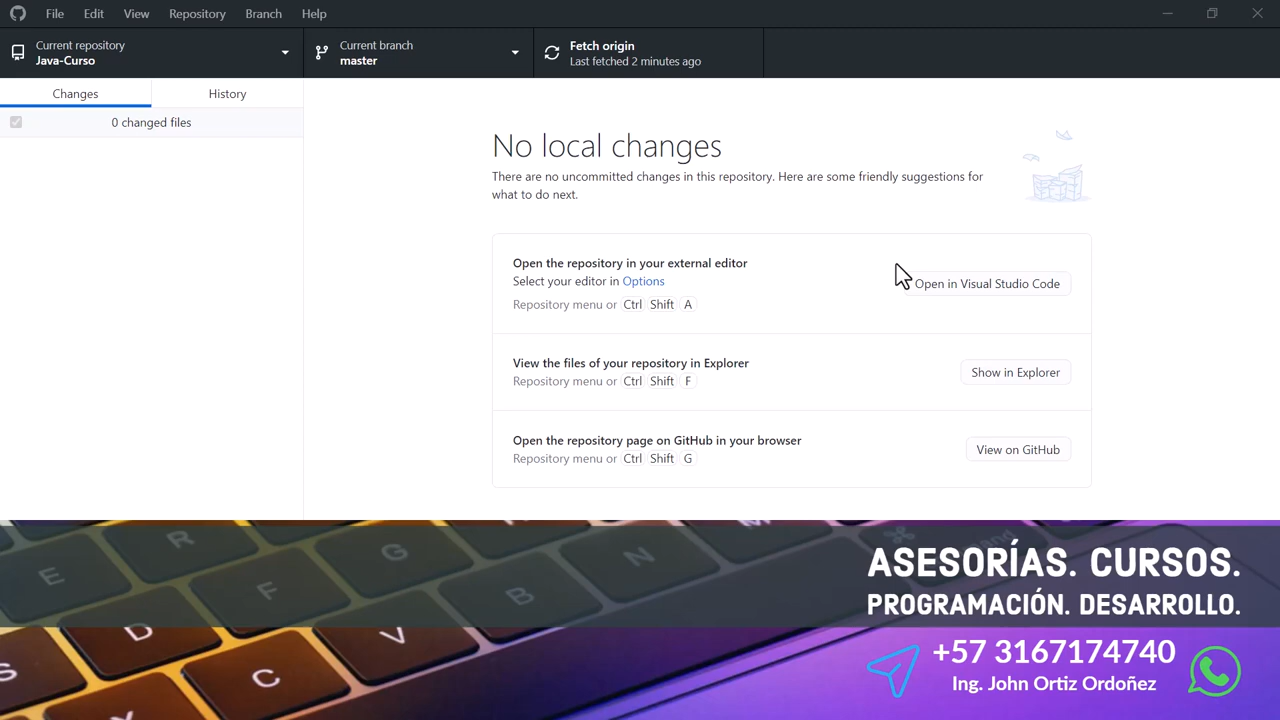 File Edit View Repository Branch Help
Current repository
Java-Curso
Current branch
master
Fetch origin
Last fetched 2 minutes ago
Changes
History
0 changed files
No local changes
There are no uncommitted changes in this repository. Here are some friendly suggestions for
what to do next.
Open the repository in your external editor
Select your editor in Options
Repository menu or Ctrl Shift A
Open in Visual Studio Code
View the files of your repository in Explorer
Repository menu or Ctrl Shift F
Show in Explorer
Open the repository page on GitHub in your browser
Repository menu or Ctrl Shift G
View on GitHub
E R F G B N D V C
ASESORÍAS. CURSOS.
PROGRAMACIÓN. DESARROLLO.
+57 3167174740
Ing. John Ortiz Ordoñez